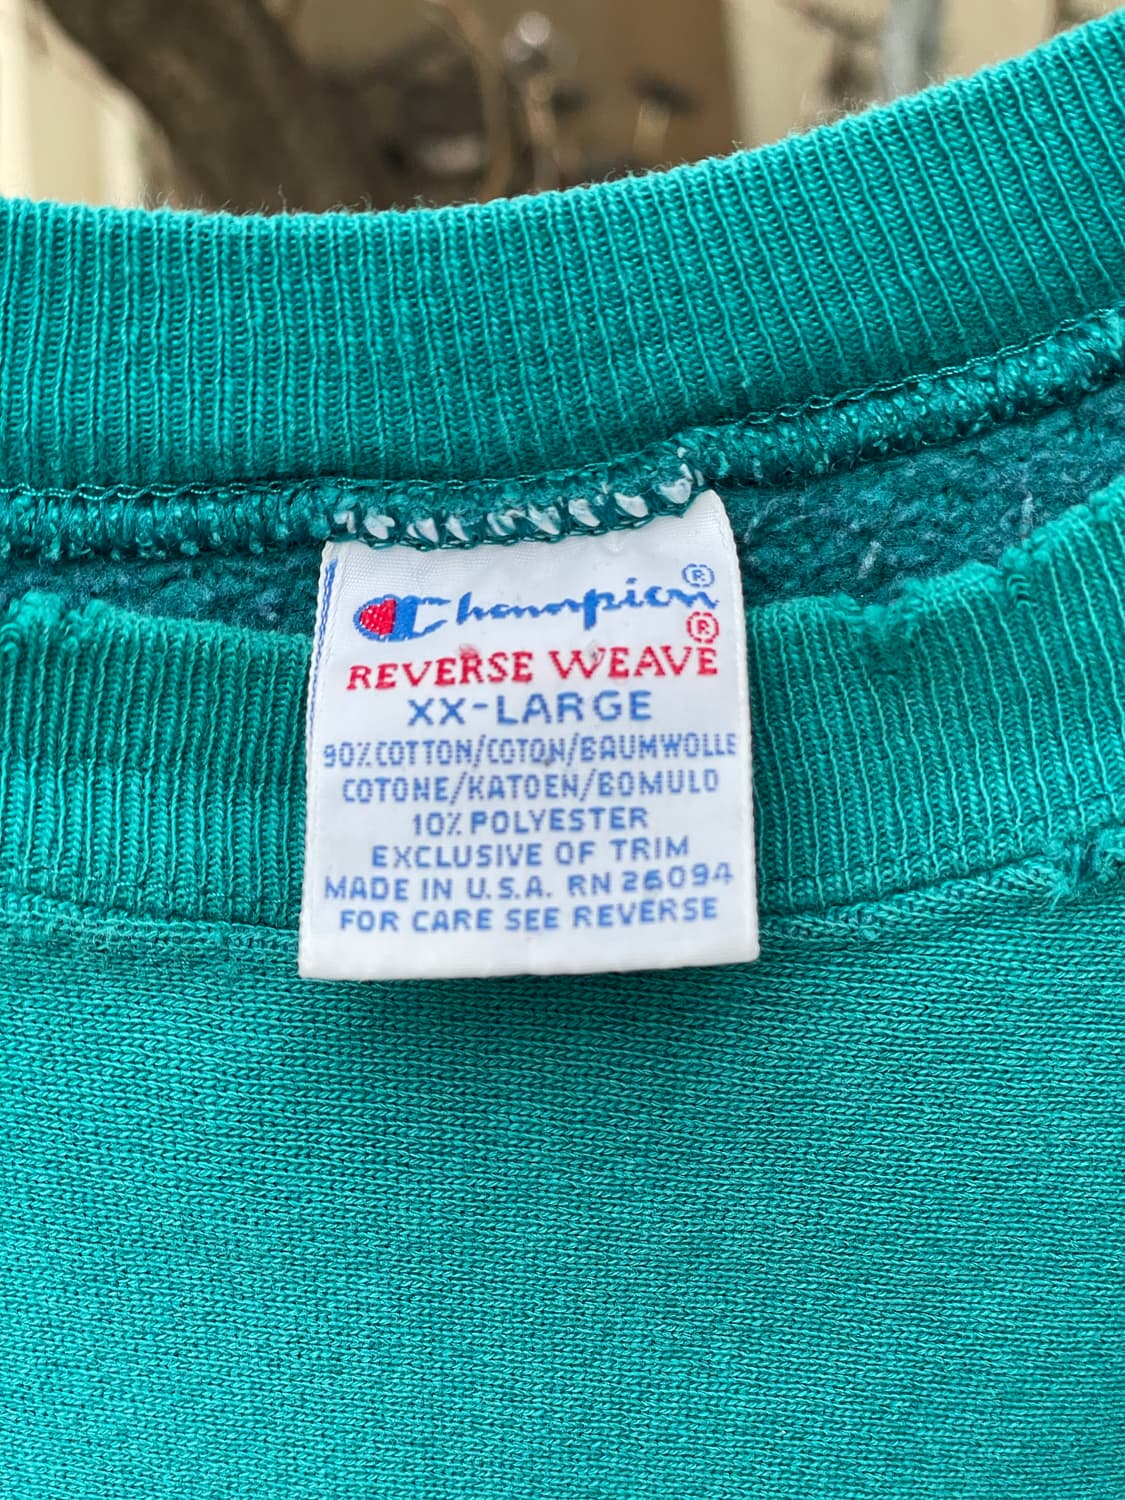 Champion®
REVERSE WEAVE®
XX-LARGE
90% COTTON/COTON/BAUMWOLLE
COTONE/KATOEN/BOMULD
10% POLYESTER
EXCLUSIVE OF TRIM
MADE IN U.S.A. RN 26094
FOR CARE SEE REVERSE